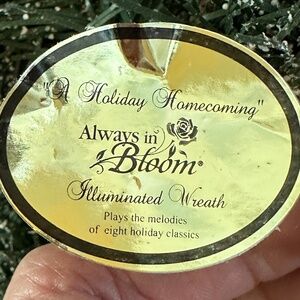 "A Holiday Homecoming"
Always in
Bloom®
Illuminated Wreath
Plays the melodies
of eight holiday classics